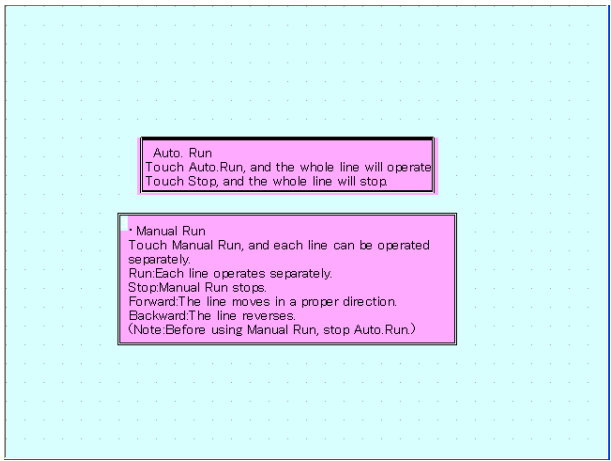 Auto. Run
Touch Auto.Run, and the whole line will operate
Touch Stop, and the whole line will stop.
・Manual Run
Touch Manual Run, and each line can be operated
separately.
Run:Each line operates separately.
Stop:Manual Run stops.
Forward:The line moves in a proper direction.
Backward:The line reverses.
(Note:Before using Manual Run, stop Auto.Run.)